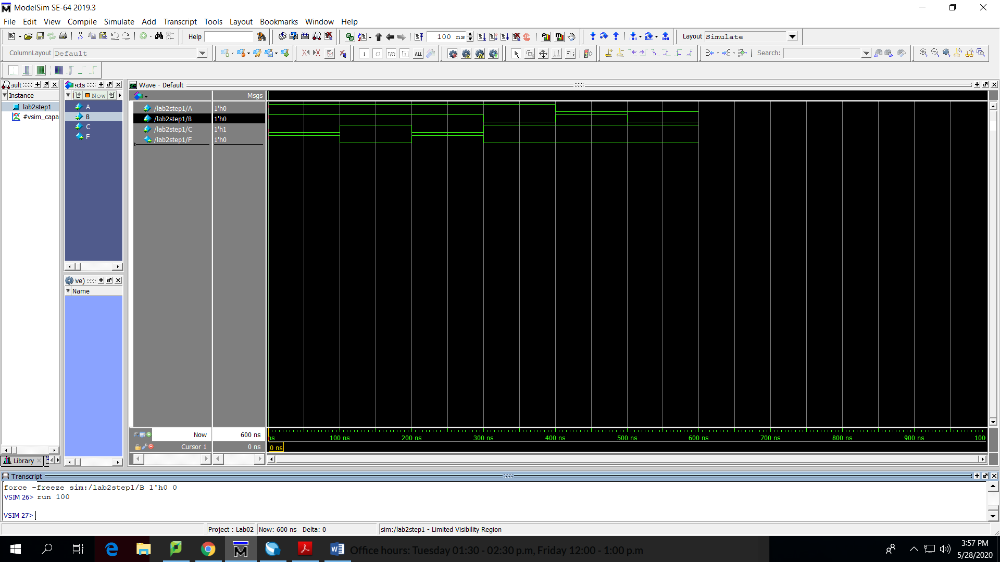 ModelSim SE-64 2019.3
File Edit View Compile Simulate Add Transcript Tools Layout Bookmarks Window Help
Help 100 ns Layout Simulate
ColumnLayout Default Search:
ault ects Wave - Default
Instance Now Msgs
lab2step1 A /lab2step1/A 1'h0
#vsim_capa B /lab2step1/B 1'h0
C /lab2step1/C 1'h1
F /lab2step1/F 1'h0
ve)
Name
Now 600 ns
ns 100 ns 200 ns 300 ns 400 ns 500 ns 600 ns 700 ns 800 ns 900 ns 100
Cursor 1 0 ns 0 ns
Library
Transcript
force -freeze sim:/lab2step1/B 1'h0 0
VSIM 26> run 100
VSIM 27>
Project : Lab02 Now: 600 ns Delta: 0 sim:/lab2step1 - Limited Visibility Region
Office hours: Tuesday 01:30 - 02:30 p.m, Friday 12:00 - 1:00 p.m
3:57 PM
5/28/2020